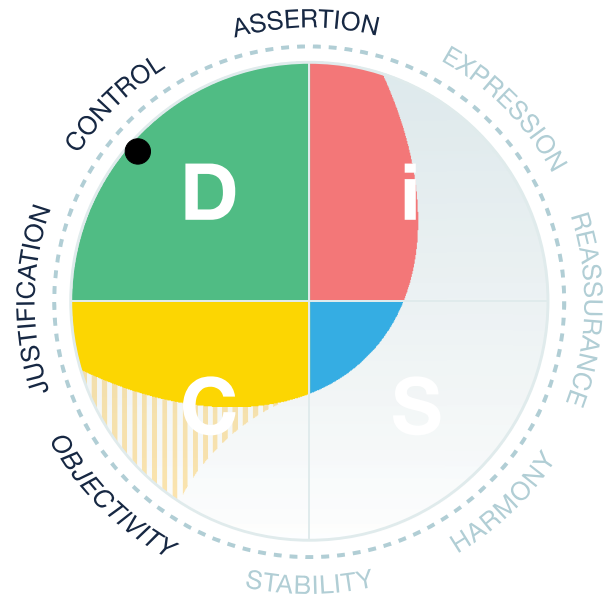 ASSERTION
EXPRESSION
CONTROL
D
i
REASSURANCE
JUSTIFICATION
C
S
OBJECTIVITY
HARMONY
STABILITY